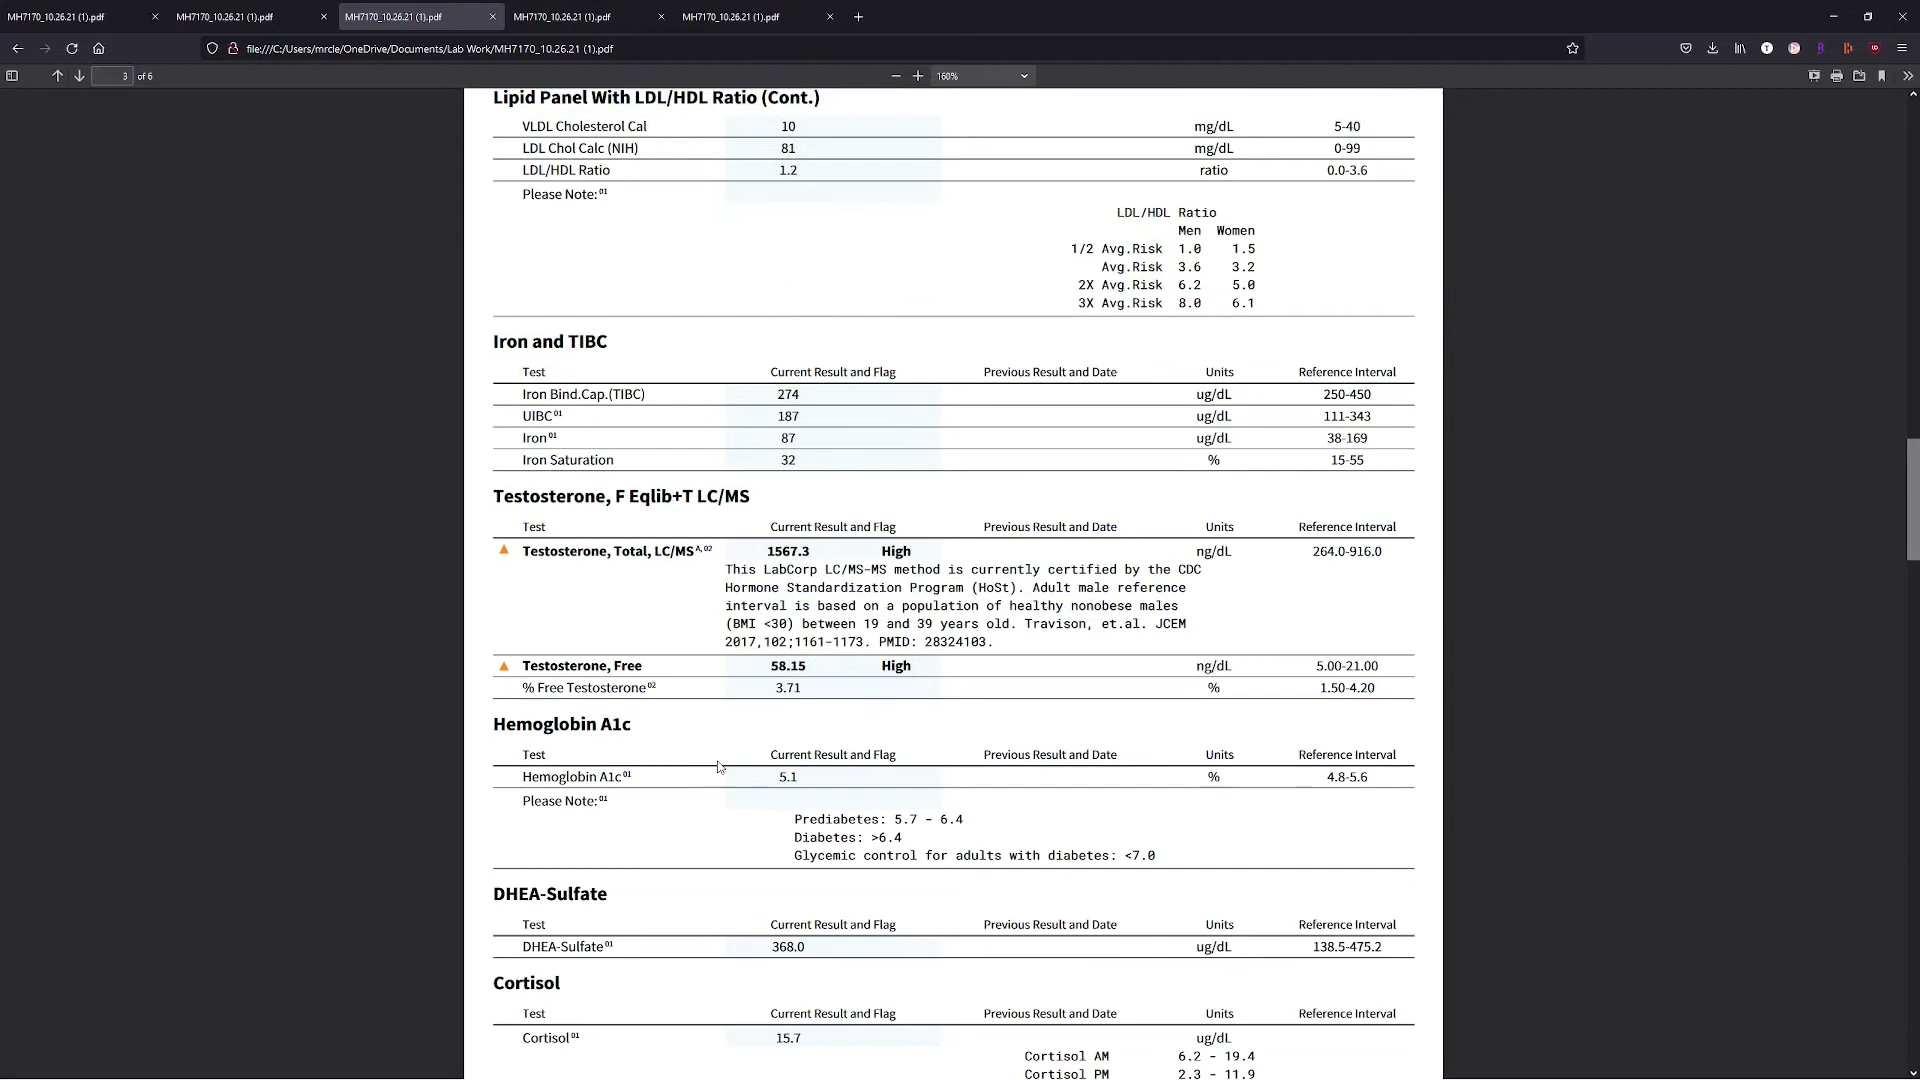 MH7170_10.26.21 (1).pdf MH7170_10.26.21 (1).pdf MH7170_10.26.21 (1).pdf MH7170_10.26.21 (1).pdf MH7170_10.26.21 (1).pdf
file:///C:/Users/mrcle/OneDrive/Documents/Lab Work/MH7170_10.26.21 (1).pdf
3 of 6 160%
Lipid Panel With LDL/HDL Ratio (Cont.)
VLDL Cholesterol Cal 10 mg/dL 5-40
LDL Chol Calc (NIH) 81 mg/dL 0-99
LDL/HDL Ratio 1.2 ratio 0.0-3.6
Please Note: 01
LDL/HDL Ratio
Men Women
1/2 Avg.Risk 1.0 1.5
Avg.Risk 3.6 3.2
2X Avg.Risk 6.2 5.0
3X Avg.Risk 8.0 6.1
Iron and TIBC
Test Current Result and Flag Previous Result and Date Units Reference Interval
Iron Bind.Cap.(TIBC) 274 ug/dL 250-450
UIBC 01 187 ug/dL 111-343
Iron 01 87 ug/dL 38-169
Iron Saturation 32 % 15-55
Testosterone, F Eqlib+T LC/MS
Test Current Result and Flag Previous Result and Date Units Reference Interval
Testosterone, Total, LC/MS A, 02 1567.3 High ng/dL 264.0-916.0
This LabCorp LC/MS-MS method is currently certified by the CDC
Hormone Standardization Program (HoSt). Adult male reference
interval is based on a population of healthy nonobese males
(BMI <30) between 19 and 39 years old. Travison, et.al. JCEM
2017,102;1161-1173. PMID: 28324103.
Testosterone, Free 58.15 High ng/dL 5.00-21.00
% Free Testosterone 02 3.71 % 1.50-4.20
Hemoglobin A1c
Test Current Result and Flag Previous Result and Date Units Reference Interval
Hemoglobin A1c 01 5.1 % 4.8-5.6
Please Note: 01
Prediabetes: 5.7 - 6.4
Diabetes: >6.4
Glycemic control for adults with diabetes: <7.0
DHEA-Sulfate
Test Current Result and Flag Previous Result and Date Units Reference Interval
DHEA-Sulfate 01 368.0 ug/dL 138.5-475.2
Cortisol
Test Current Result and Flag Previous Result and Date Units Reference Interval
Cortisol 01 15.7 ug/dL
Cortisol AM 6.2 - 19.4
Cortisol PM 2.3 - 11.9